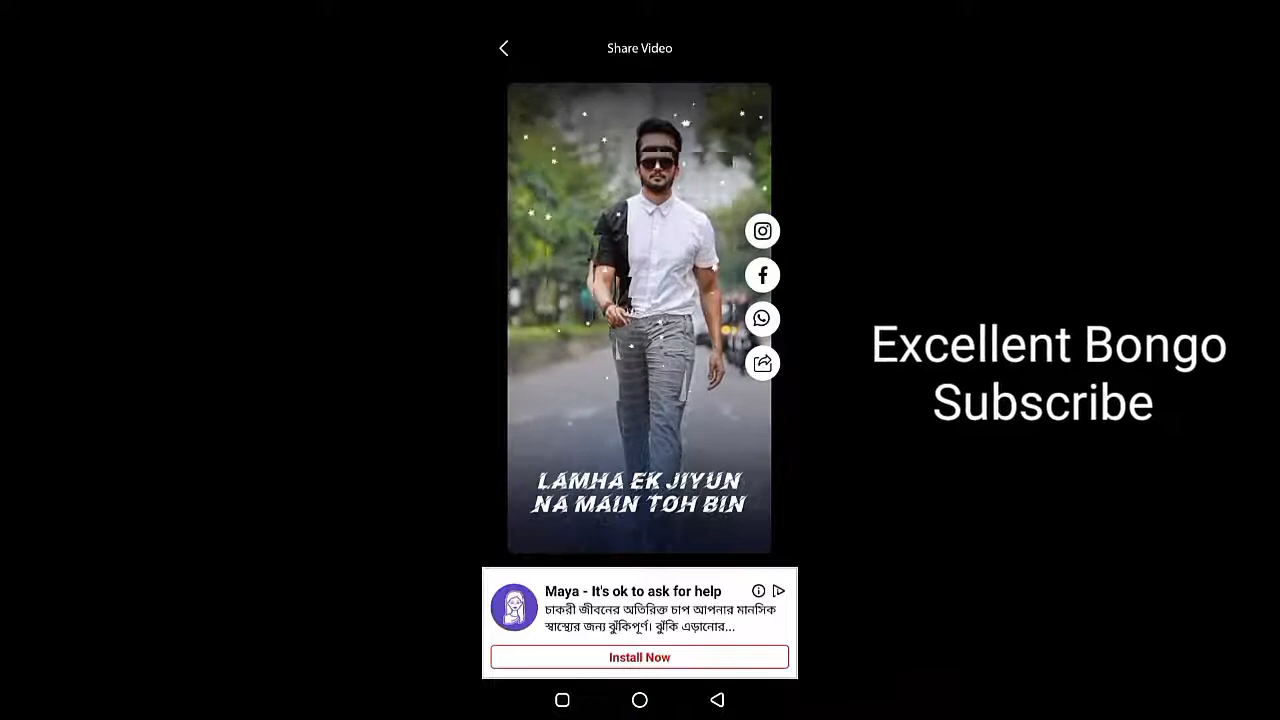 Share Video
LAMHA EK JIYUN
NA MAIN TOH BIN
Excellent Bongo
Subscribe
Maya - It's ok to ask for help
চাকরী জীবনের অতিরিক্ত চাপ আপনার মানসিক
স্বাস্থ্যের জন্য ঝুঁকিপূর্ণ। ঝুঁকি এড়ানোর...
Install Now